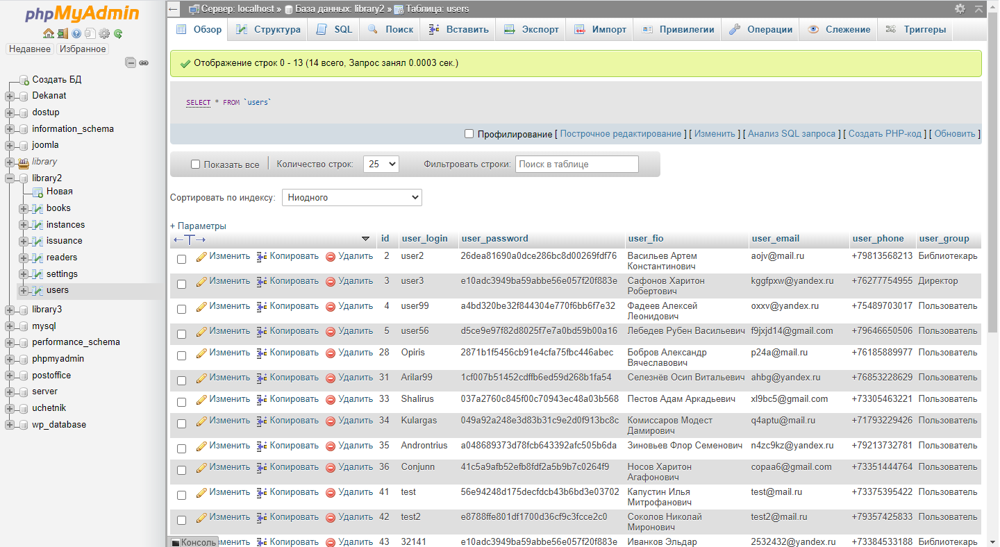 phpMyAdmin
Недавнее Избранное
Создать БД
Dekanat
dostup
information_schema
joomla
library
library2
Новая
books
instances
issuance
readers
settings
users
library3
mysql
performance_schema
phpmyadmin
postoffice
server
uchetnik
wp_database
Сервер: localhost » База данных: library2 » Таблица: users
Обзор Структура SQL Поиск Вставить Экспорт Импорт Привилегии Операции Слежение Триггеры
Отображение строк 0 - 13 (14 всего, Запрос занял 0.0003 сек.)
SELECT * FROM `users`
Профилирование [ Построчное редактирование ] [ Изменить ] [ Анализ SQL запроса ] [ Создать PHP-код ] [ Обновить ]
Показать все Количество строк: 25 Фильтровать строки: Поиск в таблице
Сортировать по индексу: Ниодного
+ Параметры
←T→ id user_login user_password user_fio user_email user_phone user_group
Изменить Копировать Удалить 2 user2 26dea81690a0dce286bc8d00269fdf76 Васильев Артем aojv@mail.ru +79813568213 Библиотекарь
Константинович
Изменить Копировать Удалить 3 user3 e10adc3949ba59abbe56e057f20f883e Сафонов Харитон kggfpxw@yandex.ru +76277754955 Директор
Робертович
Изменить Копировать Удалить 4 user99 a4bd320be32f844304e770f6bb6f7e32 Фадеев Алексей oxxv@yandex.ru +75489703017 Пользователь
Леонидович
Изменить Копировать Удалить 5 user56 d5ce9e97f82d8025f7e7a0bd59b00a16 Лебедев Рубен Васильевич f9jxjd14@gmail.com +79646650506 Пользователь
Изменить Копировать Удалить 28 Opiris 2871b1f5456cb91e4cfa75fbc446abec Бобров Александр p24a@mail.ru +76185889977 Пользователь
Вячеславович
Изменить Копировать Удалить 31 Arilar99 1cf007b51452cdffb6ed59d268b1fa54 Селезнёв Осип Витальевич ahbg@yandex.ru +76853228629 Пользователь
Изменить Копировать Удалить 33 Shalirus 037a2760c845f00c70943ec48a03b568 Пестов Адам Аркадьевич xl9bc5@gmail.com +73305463221 Пользователь
Изменить Копировать Удалить 34 Kulargas 049a92a248e3d83b31c9e2d0f913bc8c Комиссаров Модест q4aptu@mail.ru +71793229426 Пользователь
Дамирович
Изменить Копировать Удалить 35 Androntrius a048689373d78fcb643392afc505b6da Зиновьев Флор Семенович n4zc9kz@yandex.ru +79213732781 Пользователь
Изменить Копировать Удалить 36 Conjunn 41c5a9afb52efb8fdf2a5b9b7c0264f9 Носов Харитон copaa6@gmail.com +73351444764 Пользователь
Агафонович
Изменить Копировать Удалить 41 test 56e94248d175decfdcb43b6bd3e03702 Капустин Илья test@mail.ru +73375395422 Пользователь
Митрофанович
Изменить Копировать Удалить 42 test2 e8788ffe801df1700d36cf9c3fcce2c0 Соколов Николай test2@mail.ru +79357425833 Пользователь
Миронович
Консоль менить Копировать Удалить 43 32141 e10adc3949ba59abbe56e057f20f883e Иванков Эльдар 2532432@yandex.ru +73384533188 Библиотекарь